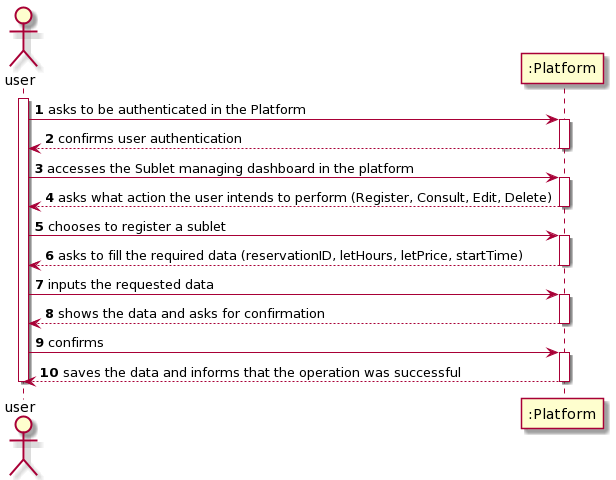 user
:Platform
1 asks to be authenticated in the Platform
2 confirms user authentication
3 accesses the Sublet managing dashboard in the platform
4 asks what action the user intends to perform (Register, Consult, Edit, Delete)
5 chooses to register a sublet
6 asks to fill the required data (reservationID, letHours, letPrice, startTime)
7 inputs the requested data
8 shows the data and asks for confirmation
9 confirms
10 saves the data and informs that the operation was successful
user
:Platform